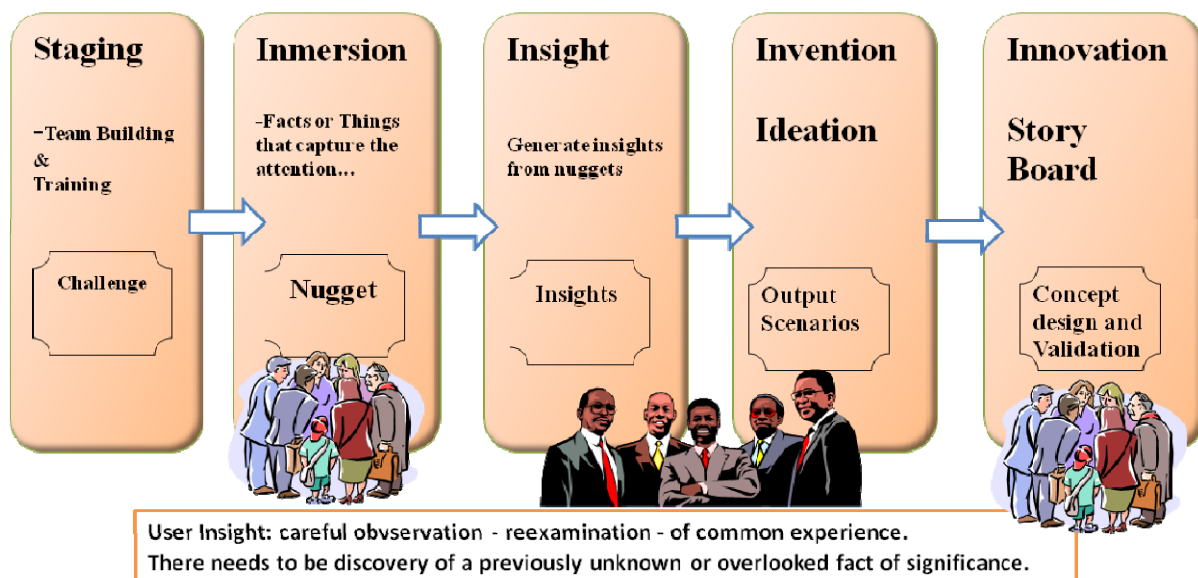 Staging
-Team Building
&
Training
Challenge
Inmersion
-Facts or Things
that capture the
attention...
Nugget
Insight
Generate insights
from nuggets
Insights
Invention
Ideation
Output
Scenarios
Innovation
Story
Board
Concept
design and
Validation
User Insight: careful obvservation - reexamination - of common experience.
There needs to be discovery of a previously unknown or overlooked fact of significance.